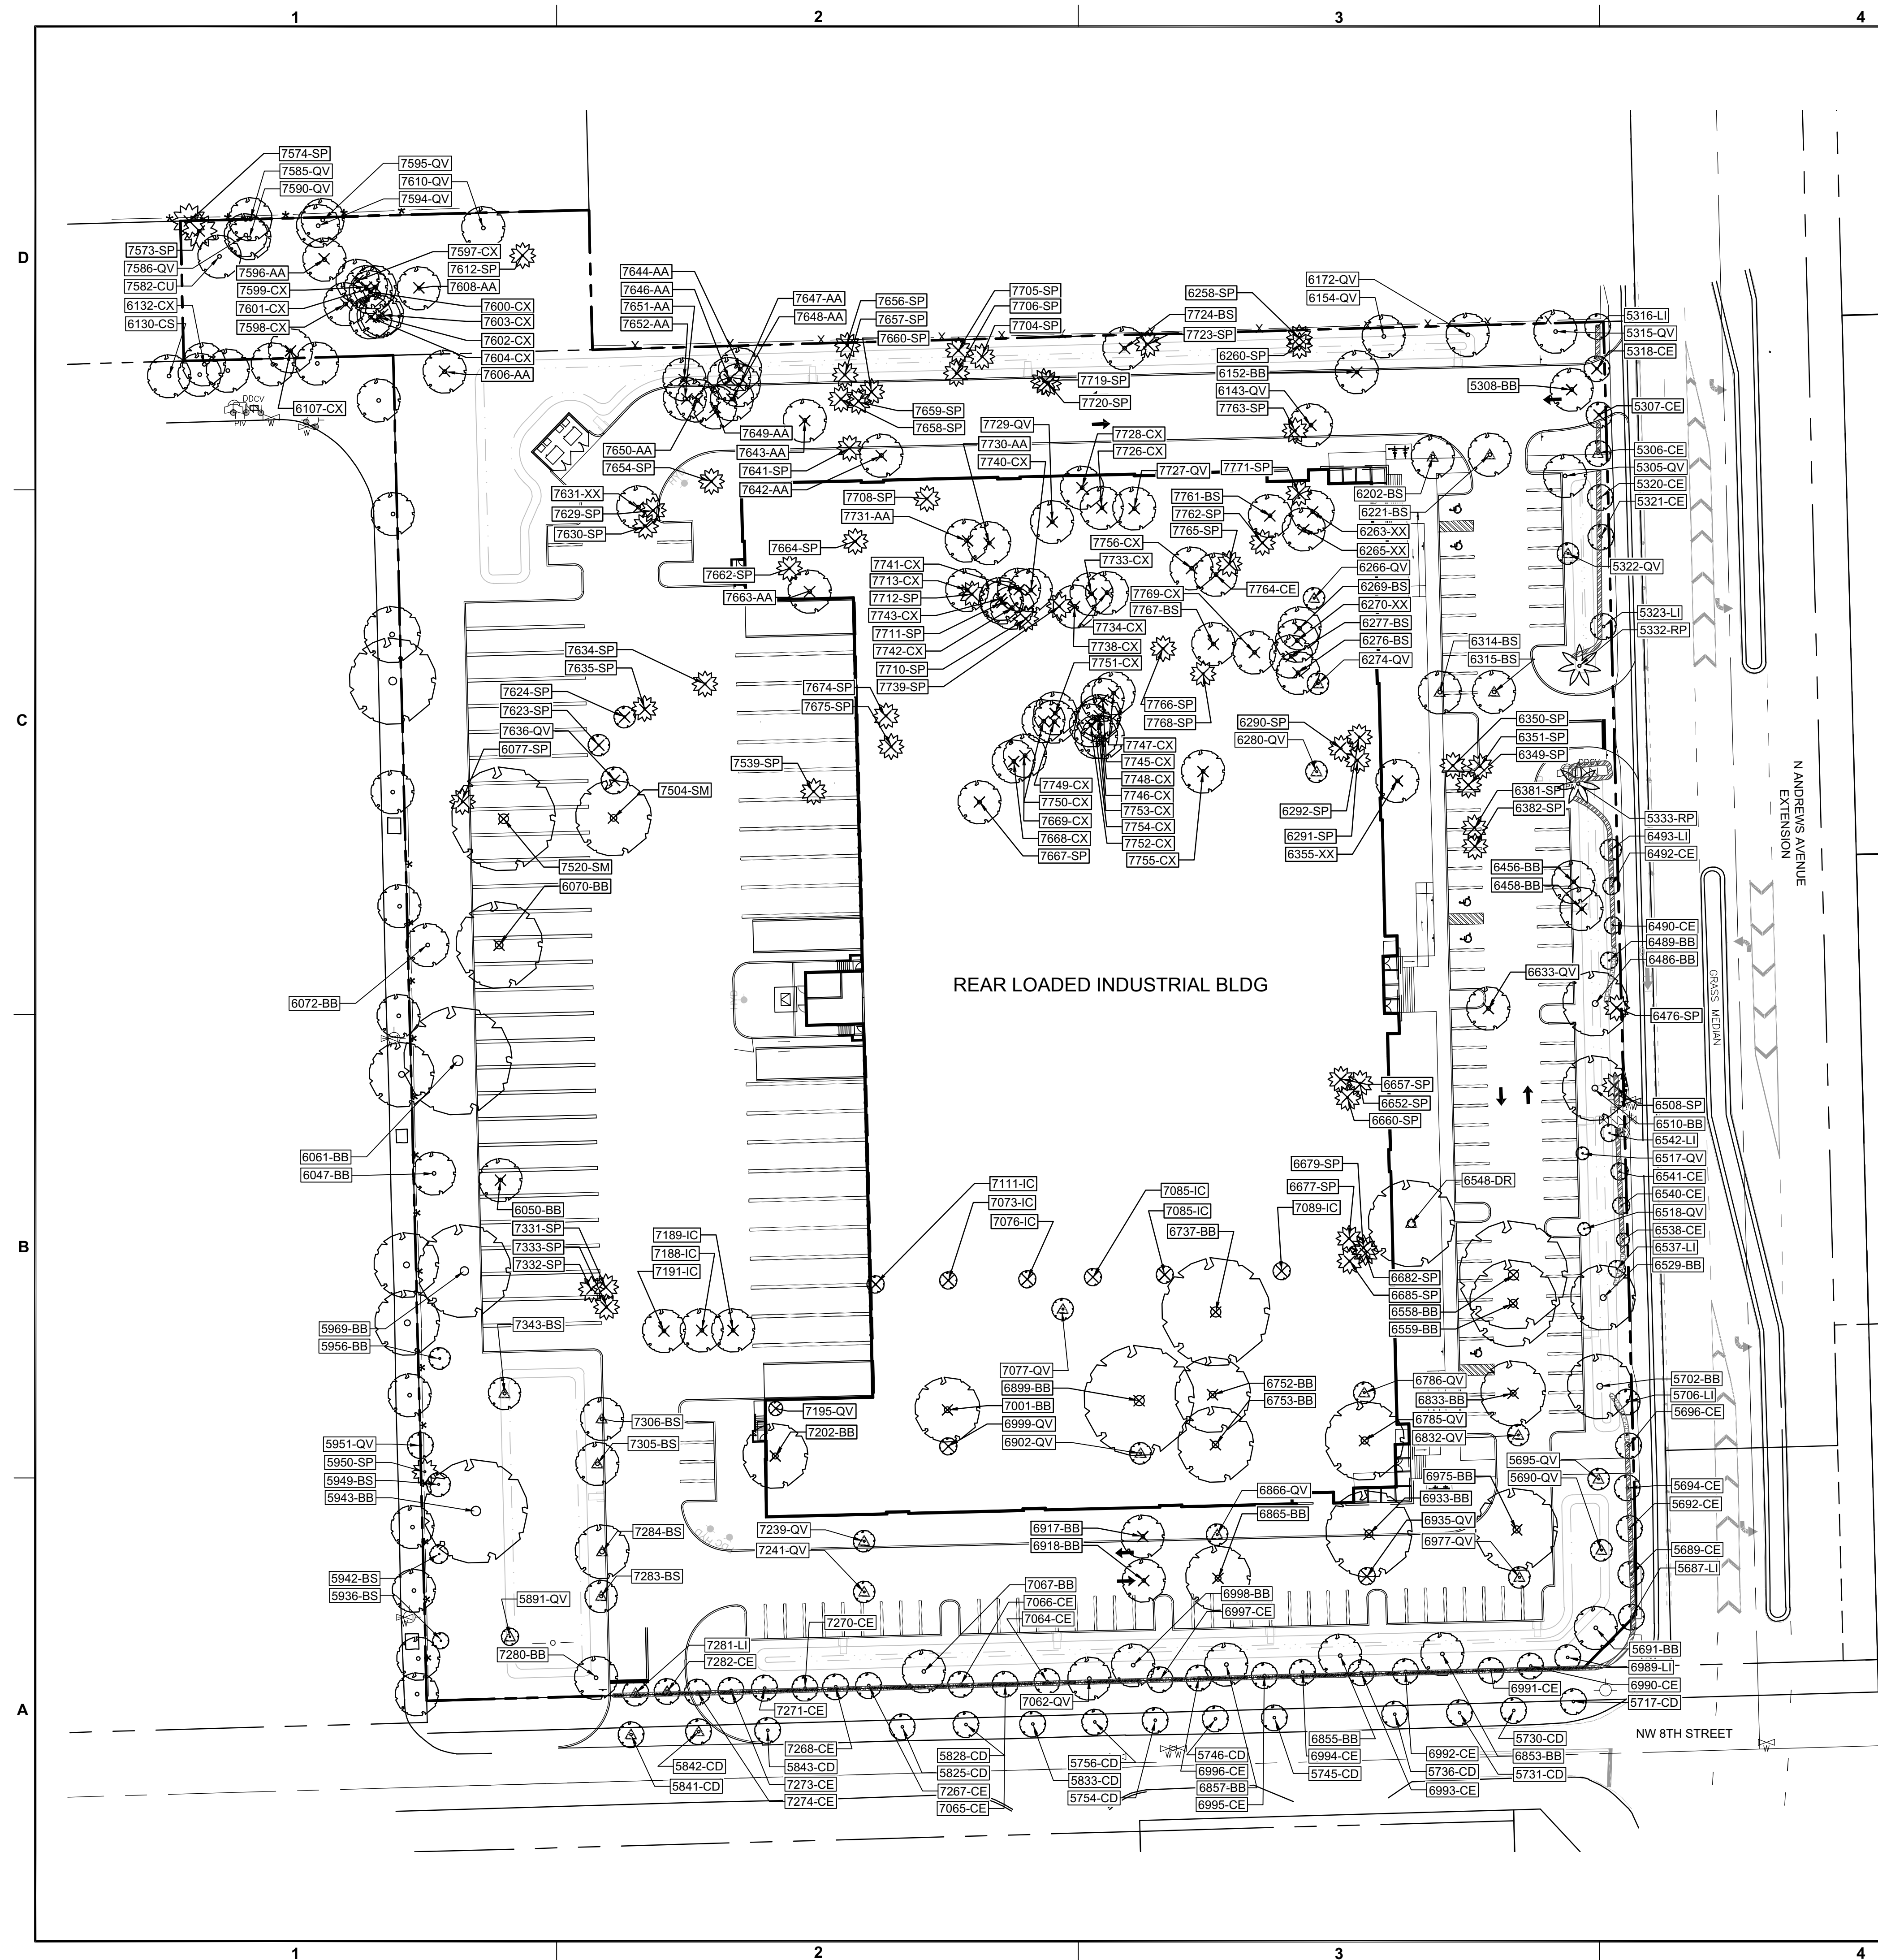 1
2
3
4
7574-SP
7585-QV
7590-QV
7595-QV
7610-QV
7594-QV
D
7573-SP
7586-QV
7582-CU
6132-CX
6130-CS
7596-AA
7599-CX
7601-CX
7598-CX
7597-CX
7612-SP
7608-AA
7600-CX
7603-CX
7602-CX
7604-CX
7606-AA
6107-CX
DDCV
PIV
W
W
7644-AA
7646-AA
7651-AA
7652-AA
7647-AA
7648-AA
7656-SP
7657-SP
7660-SP
7705-SP
7706-SP
7704-SP
6258-SP
7724-BS
7723-SP
6260-SP
6152-BB
6143-QV
7763-SP
6172-QV
6154-QV
5316-LI
5315-QV
5318-CE
5308-BB
5307-CE
5306-CE
5305-QV
5320-CE
5321-CE
5322-QV
5323-LI
5332-RP
7719-SP
7720-SP
7659-SP
7658-SP
7649-AA
7650-AA
7643-AA
7654-SP
7641-SP
7642-AA
7729-QV
7730-AA
7740-CX
7728-CX
7726-CX
7727-QV
7771-SP
7631-XX
7629-SP
7630-SP
7708-SP
7731-AA
7664-SP
7662-SP
7663-AA
7761-BS
7762-SP
7765-SP
7756-CX
7733-CX
6202-BS
6221-BS
6263-XX
6265-XX
6266-QV
6269-BS
6270-XX
6277-BS
6276-BS
6274-QV
7741-CX
7713-CX
7712-SP
7743-CX
7711-SP
7742-CX
7710-SP
7739-SP
7769-CX
7767-BS
7764-CE
7734-CX
7738-CX
7751-CX
6314-BS
6315-BS
C
7634-SP
7635-SP
7624-SP
7623-SP
7636-QV
6077-SP
7674-SP
7675-SP
7539-SP
7504-SM
7520-SM
6070-BB
7766-SP
7768-SP
6290-SP
6280-QV
6292-SP
6291-SP
6355-XX
7747-CX
7745-CX
7748-CX
7746-CX
7753-CX
7754-CX
7752-CX
7755-CX
7749-CX
7750-CX
7669-CX
7668-CX
7667-SP
6350-SP
6351-SP
6349-SP
6381-SP
6382-SP
DDCV
5333-RP
6493-LI
6492-CE
6456-BB
6458-BB
6490-CE
6489-BB
6486-BB
6476-SP
6633-QV
N ANDREWS AVENUE
EXTENSION
GRASS MEDIAN
6072-BB
REAR LOADED INDUSTRIAL BLDG
6061-BB
6047-BB
6050-BB
6657-SP
6652-SP
6660-SP
6508-SP
6510-BB
6542-LI
6517-QV
6541-CE
6540-CE
6518-QV
6538-CE
6537-LI
6529-BB
B
7331-SP
7333-SP
7332-SP
7189-IC
7188-IC
7191-IC
7111-IC
7073-IC
7076-IC
7085-IC
7085-IC
6737-BB
7089-IC
6679-SP
6677-SP
6548-DR
6682-SP
6685-SP
6558-BB
6559-BB
5969-BB
5956-BB
7343-BS
7077-QV
6899-BB
7001-BB
6999-QV
6902-QV
6752-BB
6753-BB
6786-QV
6833-BB
6785-QV
6832-QV
5702-BB
5706-LI
5696-CE
7306-BS
7305-BS
7195-QV
7202-BB
5951-QV
5950-SP
5949-BS
5943-BB
5695-QV
5690-QV
6975-BB
6933-BB
6935-QV
6977-QV
5694-CE
5692-CE
5689-CE
5687-LI
7284-BS
7283-BS
7239-QV
7241-QV
6866-QV
6865-BB
6917-BB
6918-BB
5942-BS
5936-BS
5891-QV
7280-BB
7281-LI
7282-CE
7270-CE
7067-BB
7066-CE
7064-CE
6998-BB
6997-CE
5691-BB
6989-LI
6990-CE
6991-CE
5717-CD
A
7271-CE
7062-QV
NW 8TH STREET
5842-CD
5841-CD
7268-CE
5843-CD
7273-CE
7274-CE
5828-CD
5825-CD
7267-CE
7065-CE
5756-CD
5833-CD
5754-CD
5746-CD
6996-CE
6857-BB
6995-CE
6855-BB
6994-CE
5745-CD
6992-CE
5736-CD
6993-CE
5730-CD
6853-BB
5731-CD
W
1
2
3
4